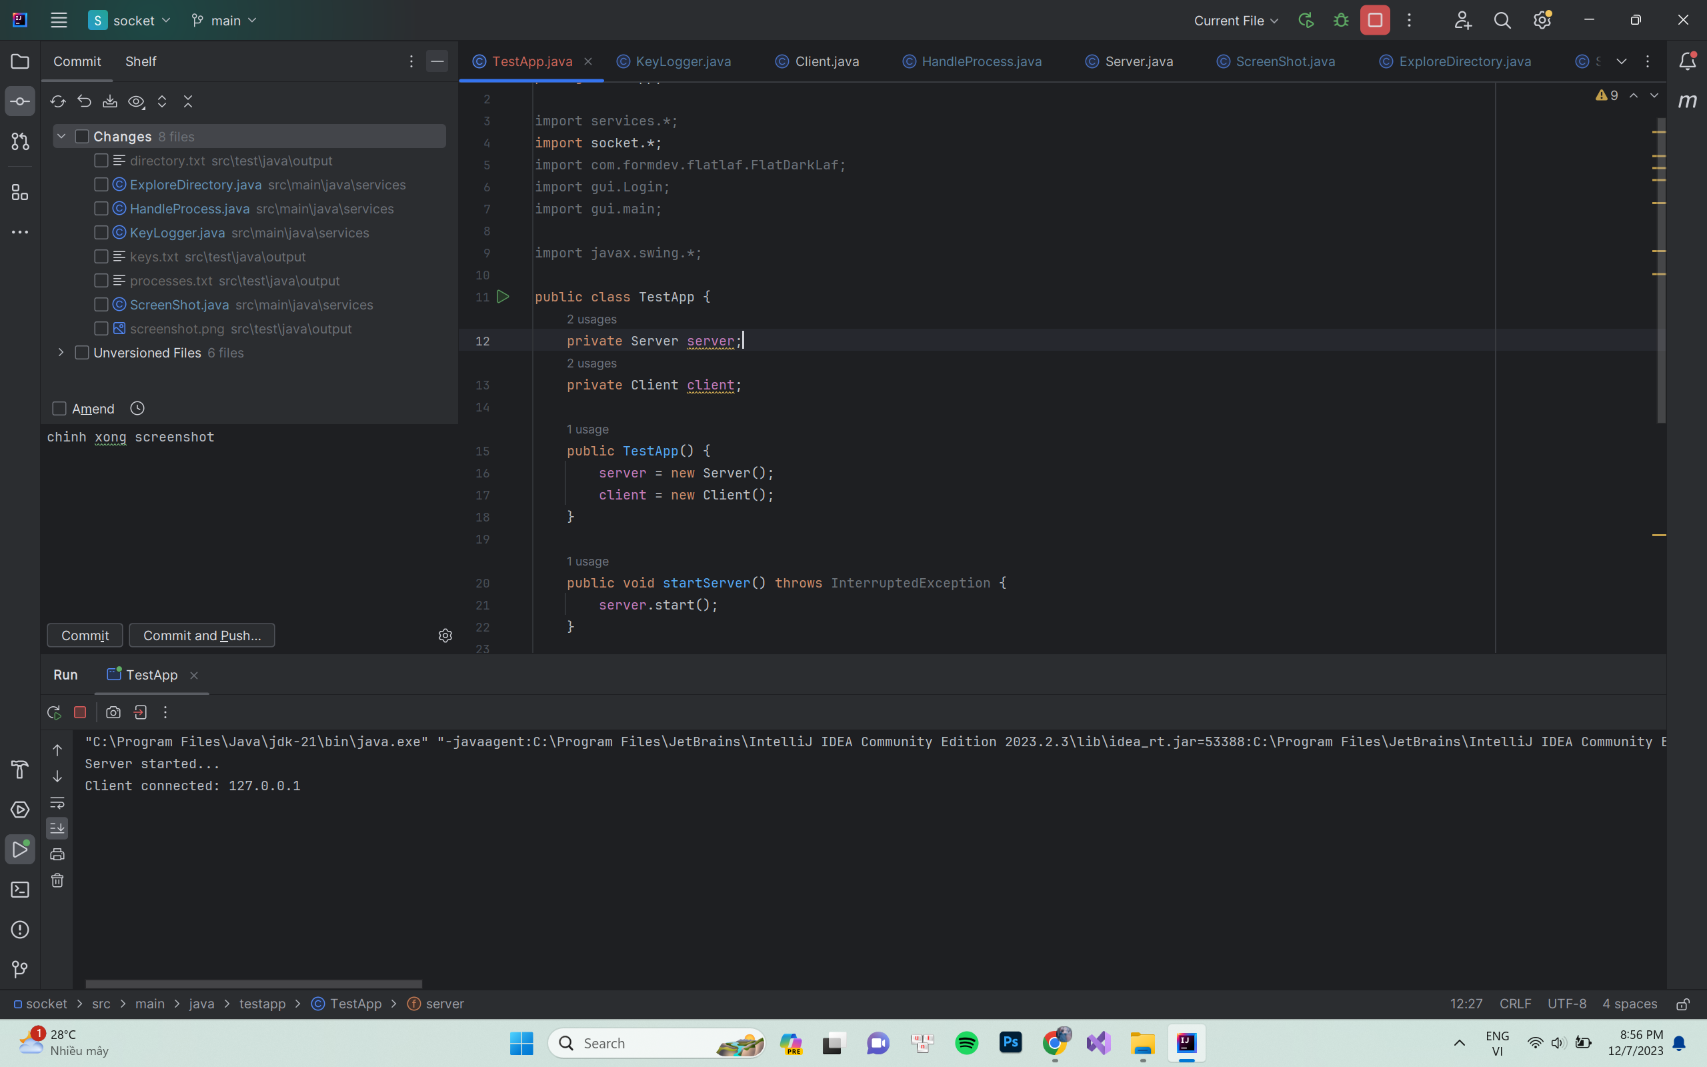 S socket main
Current File
Commit Shelf
Changes 8 files
directory.txt src\test\java\output
ExploreDirectory.java src\main\java\services
HandleProcess.java src\main\java\services
KeyLogger.java src\main\java\services
keys.txt src\test\java\output
processes.txt src\test\java\output
ScreenShot.java src\main\java\services
screenshot.png src\test\java\output
Unversioned Files 6 files
Amend
chinh xong screenshot
Commit Commit and Push...
TestApp.java KeyLogger.java Client.java HandleProcess.java Server.java ScreenShot.java ExploreDirectory.java
9
2
3 import services.*;
4 import socket.*;
5 import com.formdev.flatlaf.FlatDarkLaf;
6 import gui.Login;
7 import gui.main;
8
9 import javax.swing.*;
10
11 public class TestApp {
2 usages
12 private Server server;
2 usages
13 private Client client;
14
1 usage
15 public TestApp() {
16 server = new Server();
17 client = new Client();
18 }
19
1 usage
20 public void startServer() throws InterruptedException {
21 server.start();
22 }
23
m
Run TestApp
"C:\Program Files\Java\jdk-21\bin\java.exe" "-javaagent:C:\Program Files\JetBrains\IntelliJ IDEA Community Edition 2023.2.3\lib\idea_rt.jar=53388:C:\Program Files\JetBrains\IntelliJ IDEA Community E
Server started...
Client connected: 127.0.0.1
socket > src > main > java > testapp > TestApp > server
12:27 CRLF UTF-8 4 spaces
1
28°C
Nhiều mây
Search
PRE
Ps
IJ
ENG
VI
8:56 PM
12/7/2023